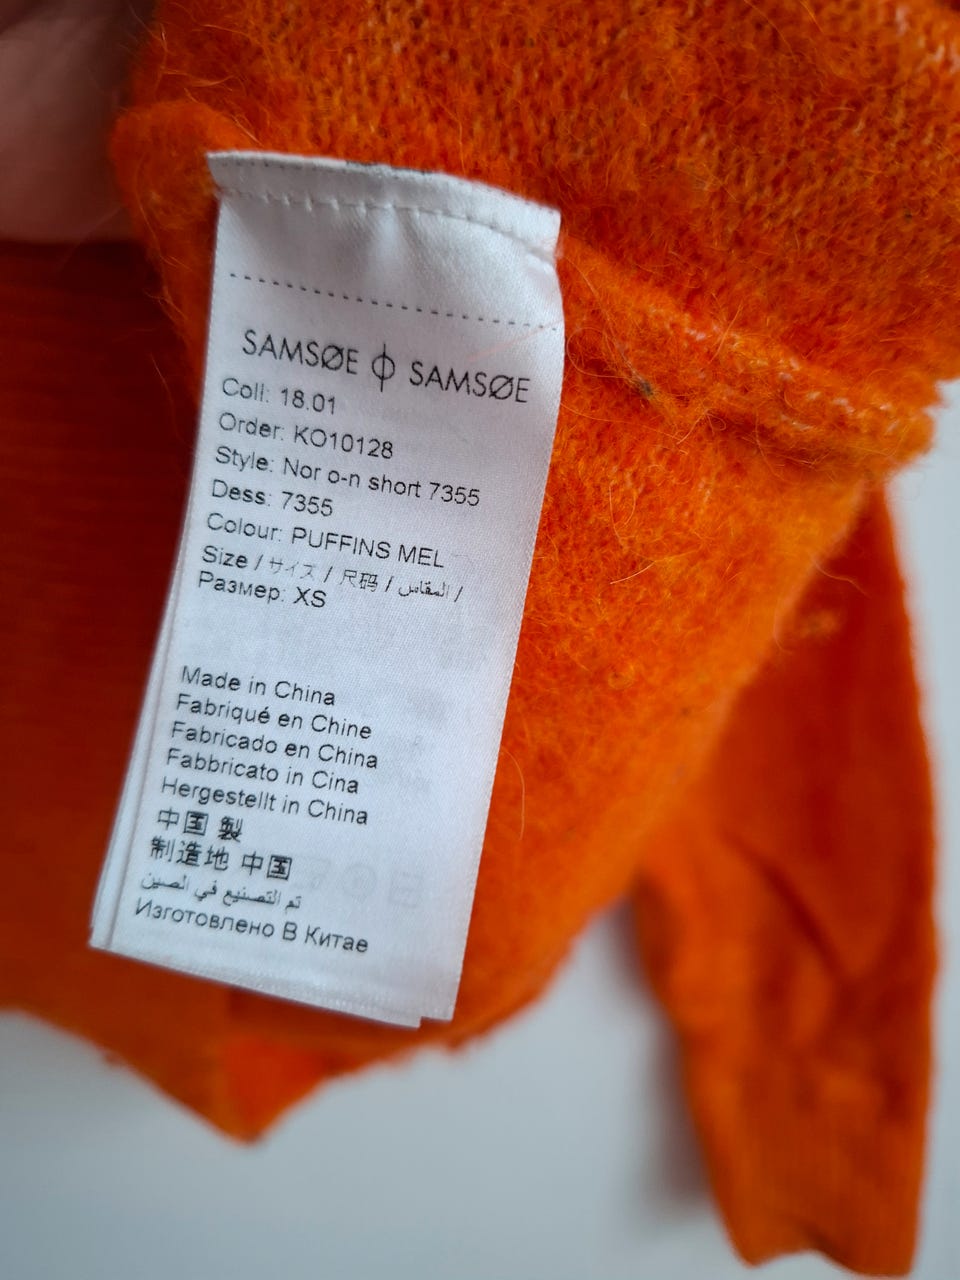 SAMSØE ϕ SAMSØE
Coll: 18.01
Order: KO10128
Style: Nor o-n short 7355
Dess: 7355
Colour: PUFFINS MEL
Size / サイズ / 尺码 / المقاس /
Размер: XS
Made in China
Fabriqué en Chine
Fabricado en China
Fabbricato in Cina
Hergestellt in China
中国 製
制造地 中国
تم التصنيع في الصين
Изготовлено В Китае